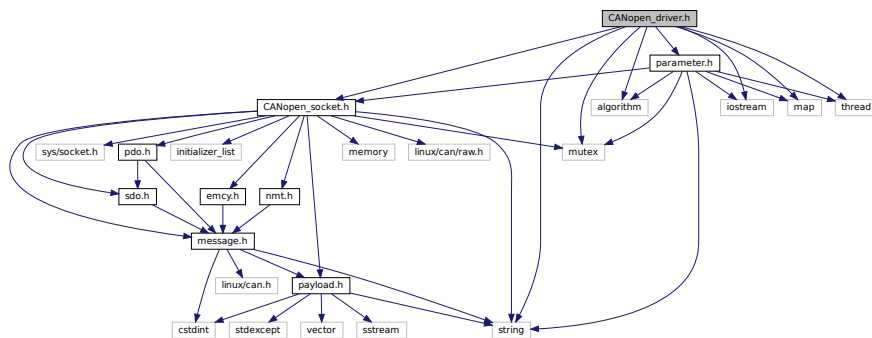 CANopen_driver.h
parameter.h
CANopen_socket.h
algorithm
iostream
map
thread
sys/socket.h
pdo.h
initializer_list
memory
linux/can/raw.h
mutex
sdo.h
emcy.h
nmt.h
message.h
linux/can.h
payload.h
cstdint
stdexcept
vector
sstream
string